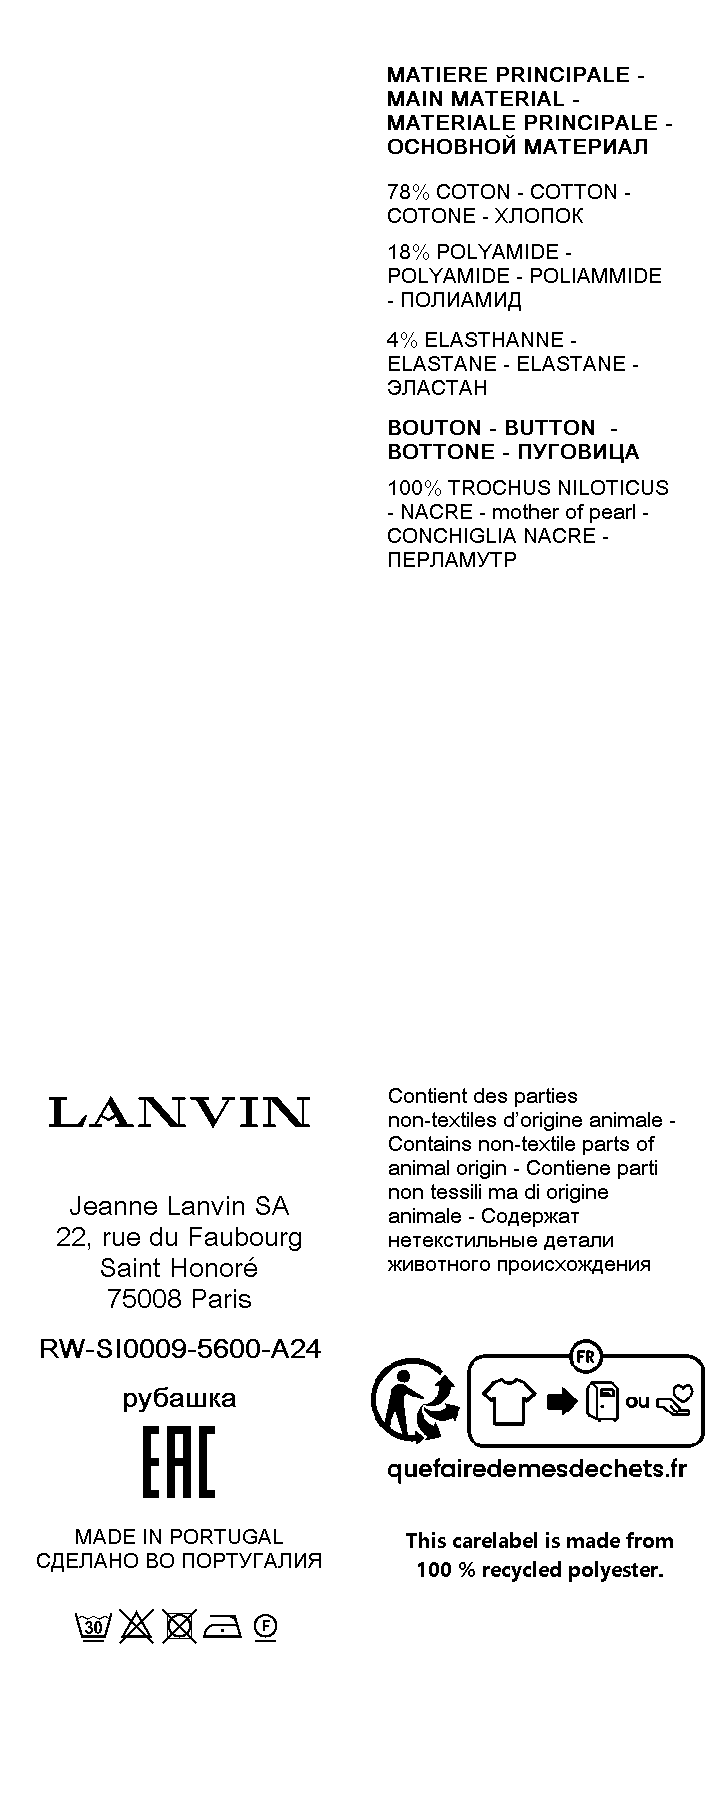 MATIERE PRINCIPALE -
MAIN MATERIAL -
MATERIALE PRINCIPALE -
ОСНОВНОЙ МАТЕРИАЛ
78% COTON - COTTON -
COTONE - ХЛОПОК
18% POLYAMIDE -
POLYAMIDE - POLIAMMIDE
- ПОЛИАМИД
4% ELASTHANNE -
ELASTANE - ELASTANE -
ЭЛАСТАН
BOUTON - BUTTON -
BOTTONE - ПУГОВИЦА
100% TROCHUS NILOTICUS
- NACRE - mother of pearl -
CONCHIGLIA NACRE -
ПЕРЛАМУТР
LANVIN
Jeanne Lanvin SA
22, rue du Faubourg
Saint Honoré
75008 Paris
RW-SI0009-5600-A24
рубашка
EAC
MADE IN PORTUGAL
СДЕЛАНО ВО ПОРТУГАЛИЯ
30
F
Contient des parties
non-textiles d’origine animale -
Contains non-textile parts of
animal origin - Contiene parti
non tessili ma di origine
animale - Содержат
нетекстильные детали
животного происхождения
FR
ou
quefairedemesdechets.fr
This carelabel is made from
100 % recycled polyester.